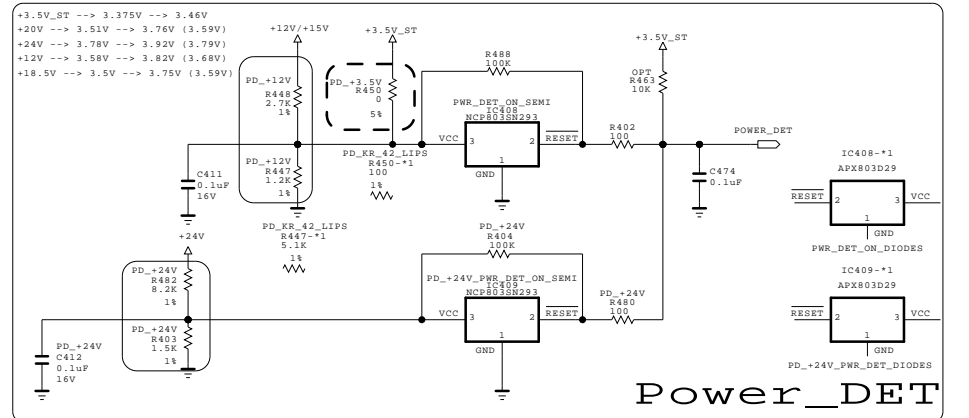 +3.5V_ST --> 3.375V --> 3.46V
+20V --> 3.51V --> 3.76V (3.59V)
+24V --> 3.78V --> 3.92V (3.79V)
+12V --> 3.58V --> 3.82V (3.68V)
+18.5V --> 3.5V --> 3.75V (3.59V)
+12V/+15V
+3.5V_ST
PD_+12V
R448
2.7K
1%
PD_+3.5V
R450
0
5%
R488
100K
PWR_DET_ON_SEMI
IC408
NCP803SN293
VCC
3
2
RESET
1
GND
+3.5V_ST
OPT
R463
10K
R402
100
POWER_DET
C474
0.1uF
C411
0.1uF
16V
PD_+12V
R447
1.2K
1%
PD_KR_42_LIPS
R450-*1
100
1%
PD_KR_42_LIPS
R447-*1
5.1K
1%
IC408-*1
APX803D29
RESET
2
3
VCC
1
GND
PWR_DET_ON_DIODES
+24V
PD_+24V
R482
8.2K
1%
PD_+24V
R403
1.5K
1%
PD_+24V
C412
0.1uF
16V
PD_+24V
R404
100K
PD_+24V_PWR_DET_ON_SEMI
IC409
NCP803SN293
VCC
3
2
RESET
1
GND
PD_+24V
R480
100
IC409-*1
APX803D29
RESET
2
3
VCC
1
GND
PD_+24V_PWR_DET_DIODES
Power_DET